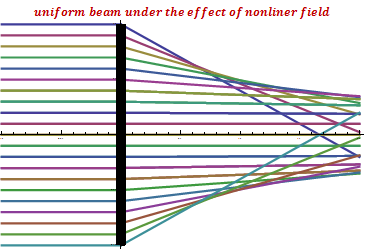 uniform beam under the effect of nonliner field